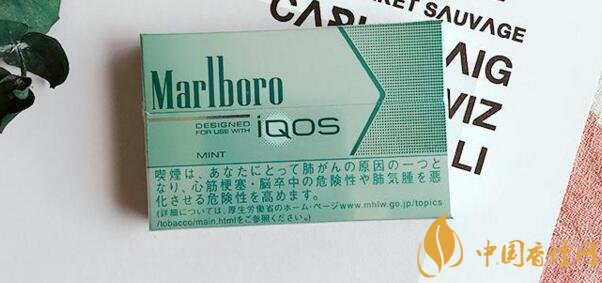 SAUVAGE
Marlboro
DESIGNED
FOR USE WITH
iQOS
MINT
AIG
VIZ
LI
喫煙は、あなたにとって肺がんの原因の一つと
なり、心筋梗塞・脳卒中の危険性や肺気腫を悪
化させる危険性を高めます。
(詳細については、厚生労働省のホーム・ページwww.mhlw.go.jp/topics
/tobacco/main.htmlをご参照ください。)
中国香烟网